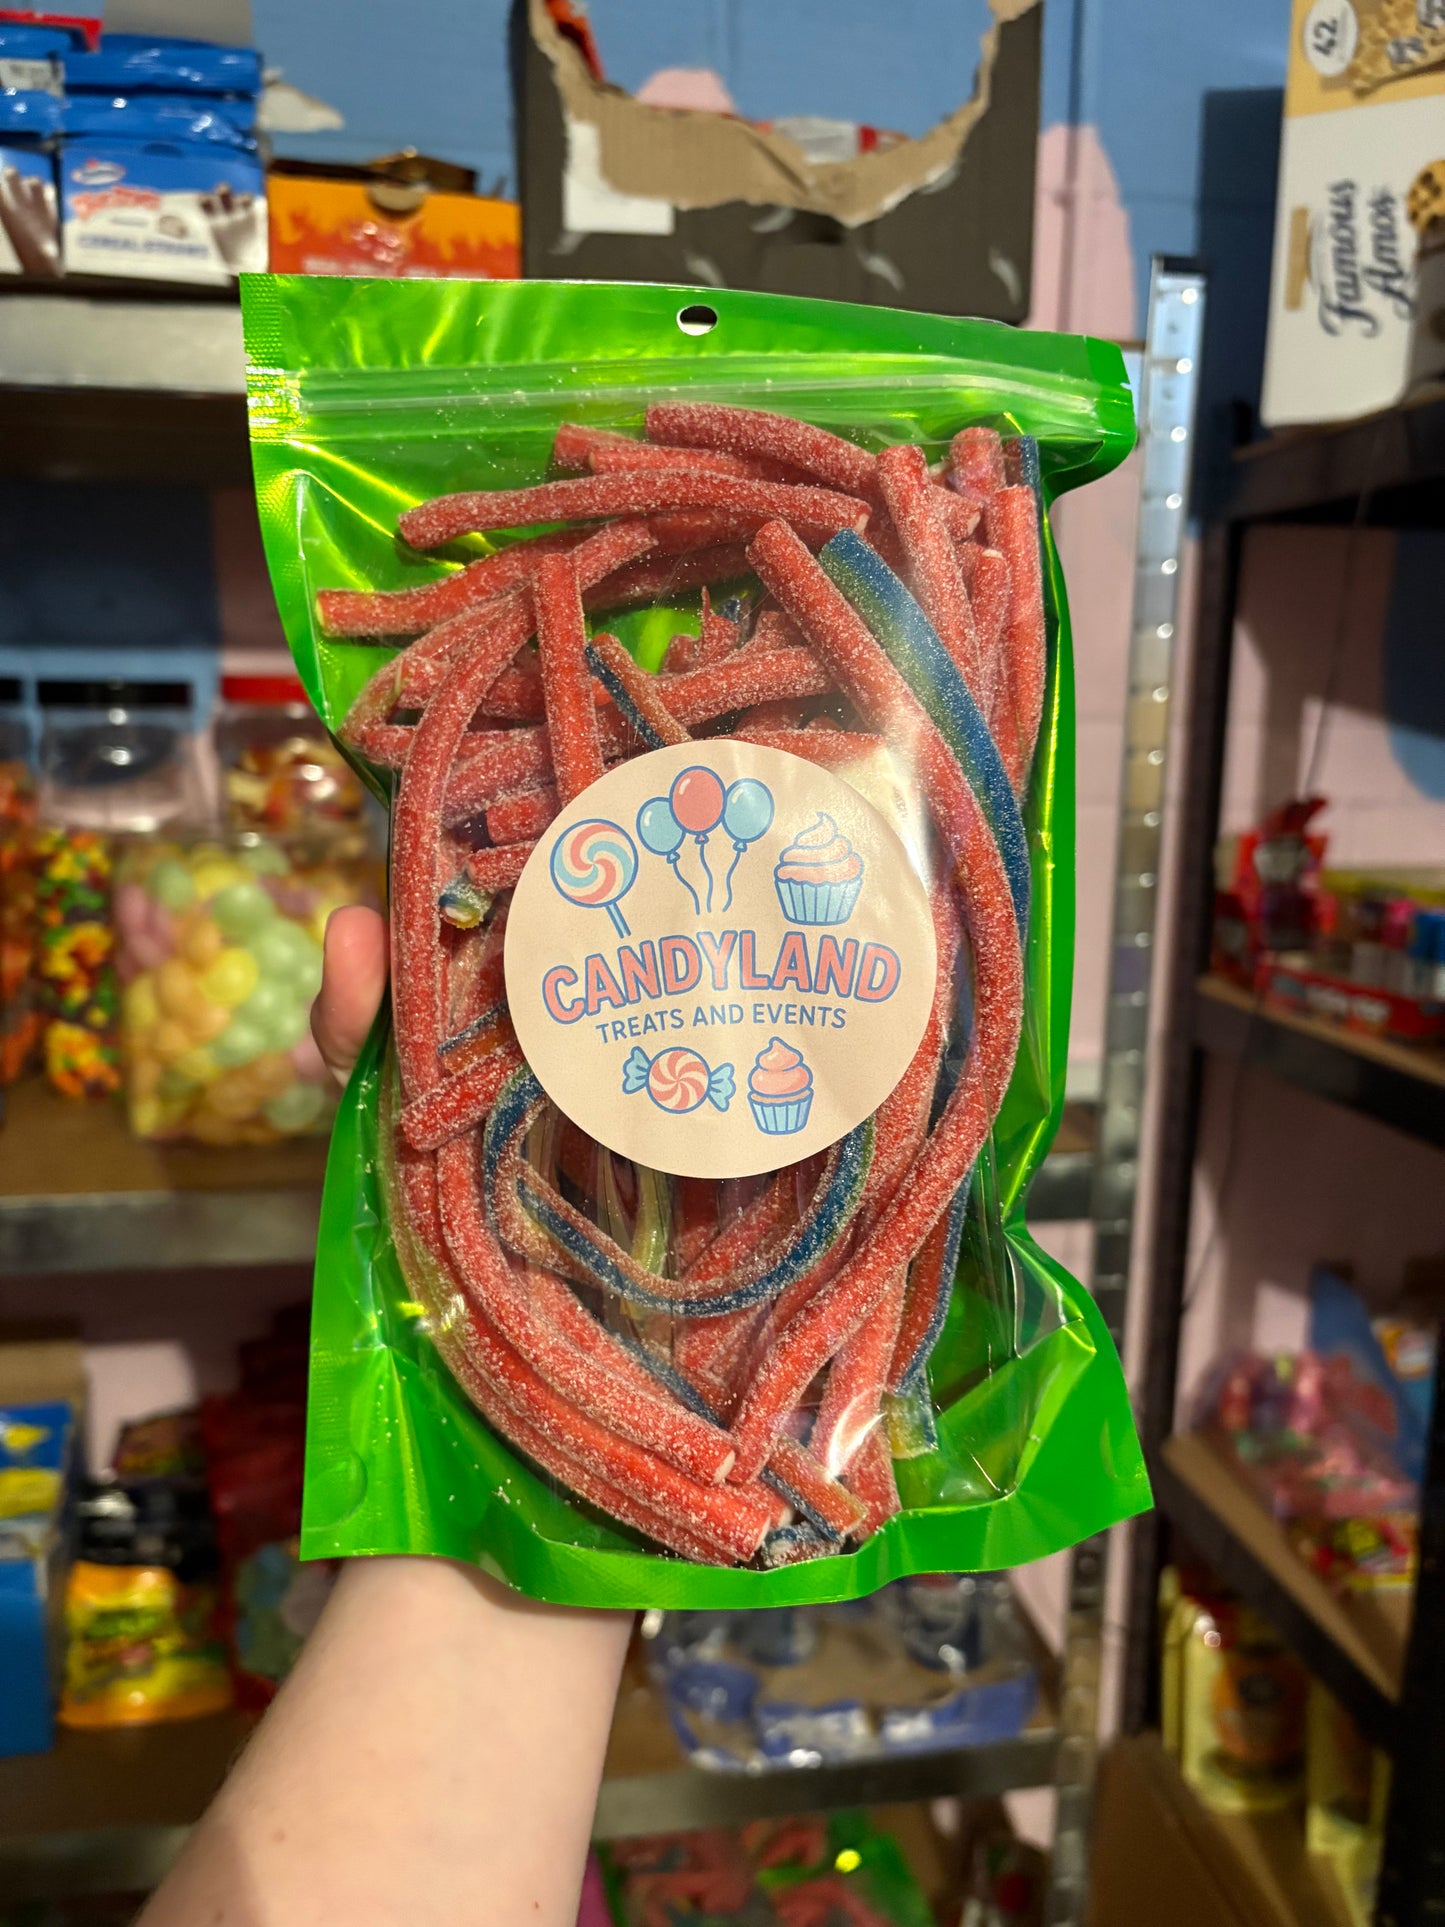 42
Famous
Amos
CANDYLAND
TREATS AND EVENTS